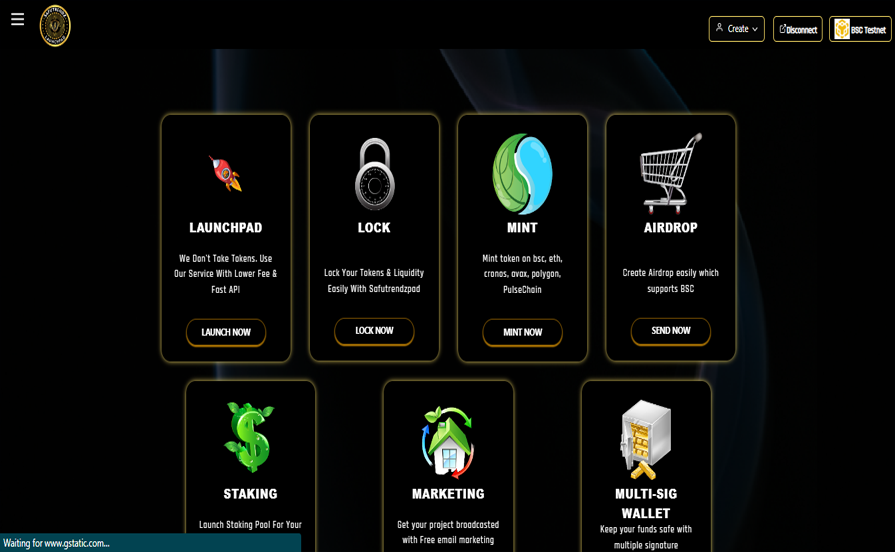 Create
Disconnect
BSC Testnet
LAUNCHPAD
We Don't Take Tokens. Use
Our Service With Lower Fee &
Fast API
LAUNCH NOW
LOCK
Lock Your Tokens & Liquidity
Easily With Safutrendzpad
LOCK NOW
MINT
Mint token on bsc, eth,
cronos, avax, polygon,
PulseChain
MINT NOW
AIRDROP
Create Airdrop easily which
supports BSC
SEND NOW
STAKING
Launch Staking Pool For Your
MARKETING
Get your project broadcasted
with Free email marketing
MULTI-SIG
WALLET
Keep your funds safe with
multiple signature
Waiting for www.gstatic.com...